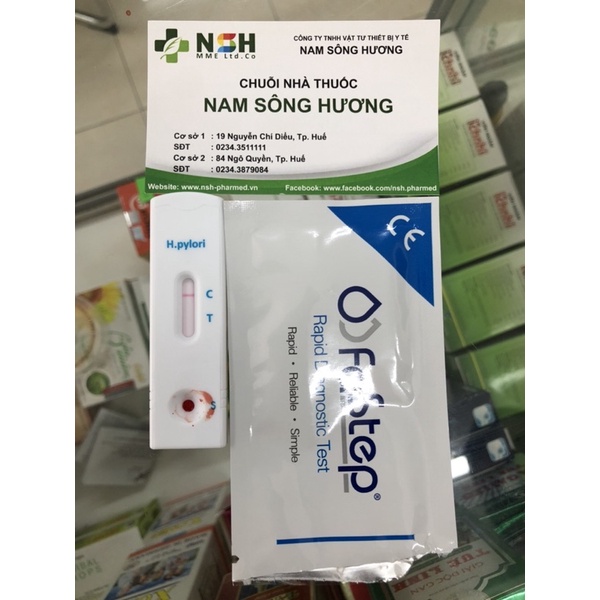 NSH
MME Ltd.Co
CÔNG TY TNHH VẬT TƯ THIẾT BỊ Y TẾ
NAM SÔNG HƯƠNG
CHUỖI NHÀ THUỐC
NAM SÔNG HƯƠNG
Cơ sở 1 : 19 Nguyễn Chí Diểu, Tp. Huế
SĐT : 0234.3511111
Cơ sở 2 : 84 Ngô Quyền, Tp. Huế
SĐT : 0234.3879084
Website: www.nsh-pharmed.vn Facebook: www.facebook.com/nsh.pharmed
H.pylori
C
T
S
CE
FaStep®
Rapid Diagnostic Test
Rapid • Reliable • Simple